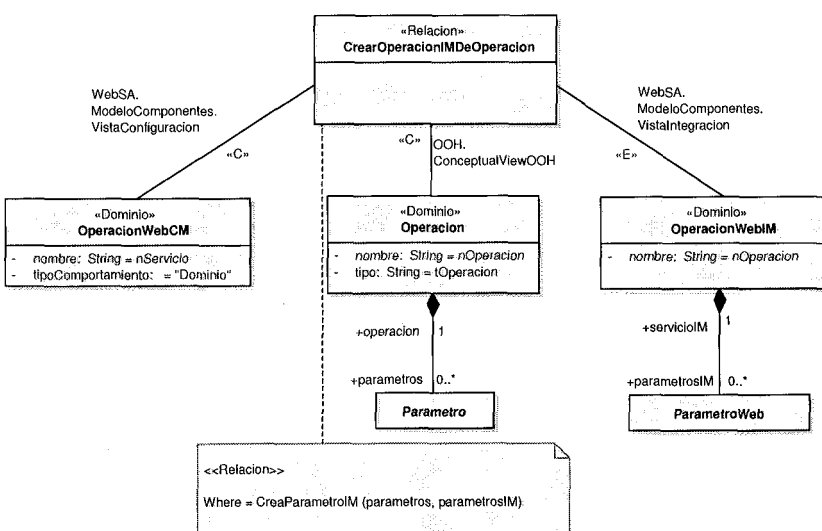 «Relacion»
CrearOperacionIMDeOperacion
WebSA.
ModeloComponentes.
VistaConfiguracion
«C»
«C»
OOH.
ConceptualViewOOH
WebSA.
ModeloComponentes.
VistaIntegracion
«E»
«Dominio»
OperacionWebCM
- nombre: String = nServicio
- tipoComportamiento: = "Dominio"
«Dominio»
Operacion
- nombre: String = nOperacion
- tipo: String = tOperacion
«Dominio»
OperacionWebIM
- nombre: String = nOperacion
+operacion 1
+parametros 0..*
Parametro
+servicioIM 1
+parametrosIM 0..*
ParametroWeb
<<Relacion>>
Where = CreaParametroIM (parametros, parametrosIM)